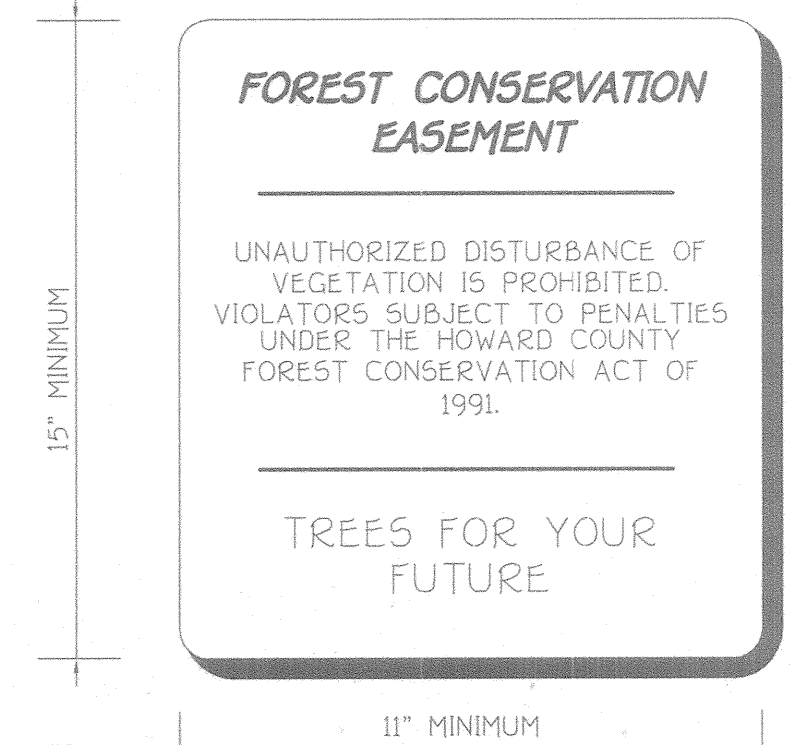 FOREST CONSERVATION
EASEMENT
UNAUTHORIZED DISTURBANCE OF
VEGETATION IS PROHIBITED.
VIOLATORS SUBJECT TO PENALTIES
UNDER THE HOWARD COUNTY
FOREST CONSERVATION ACT OF
1991.
TREES FOR YOUR
FUTURE
15" MINIMUM
11" MINIMUM